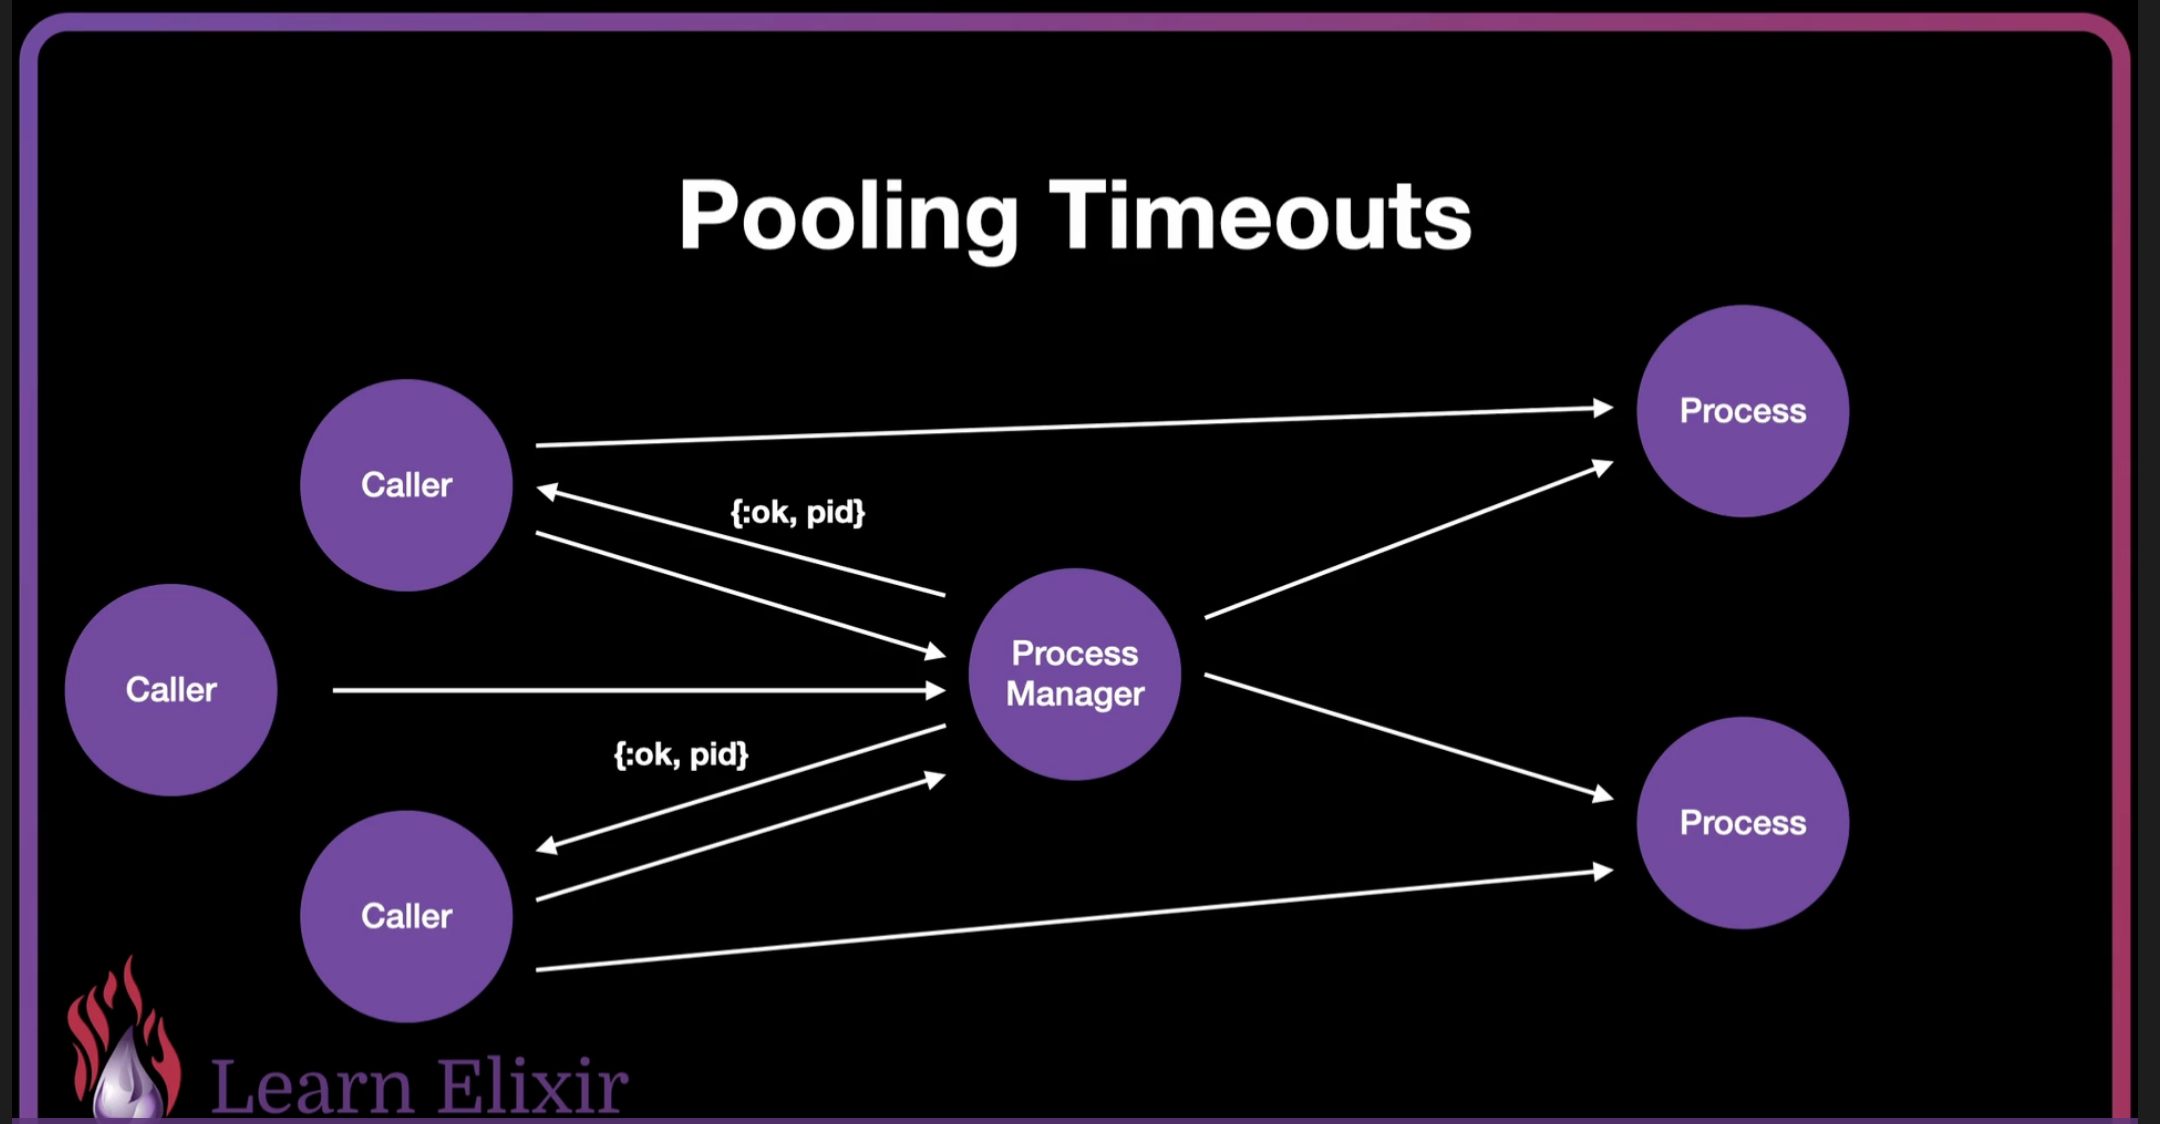 Pooling Timeouts
Process
Caller
{:ok, pid}
Process
Manager
Caller
{:ok, pid}
Process
Caller
Learn Elixir